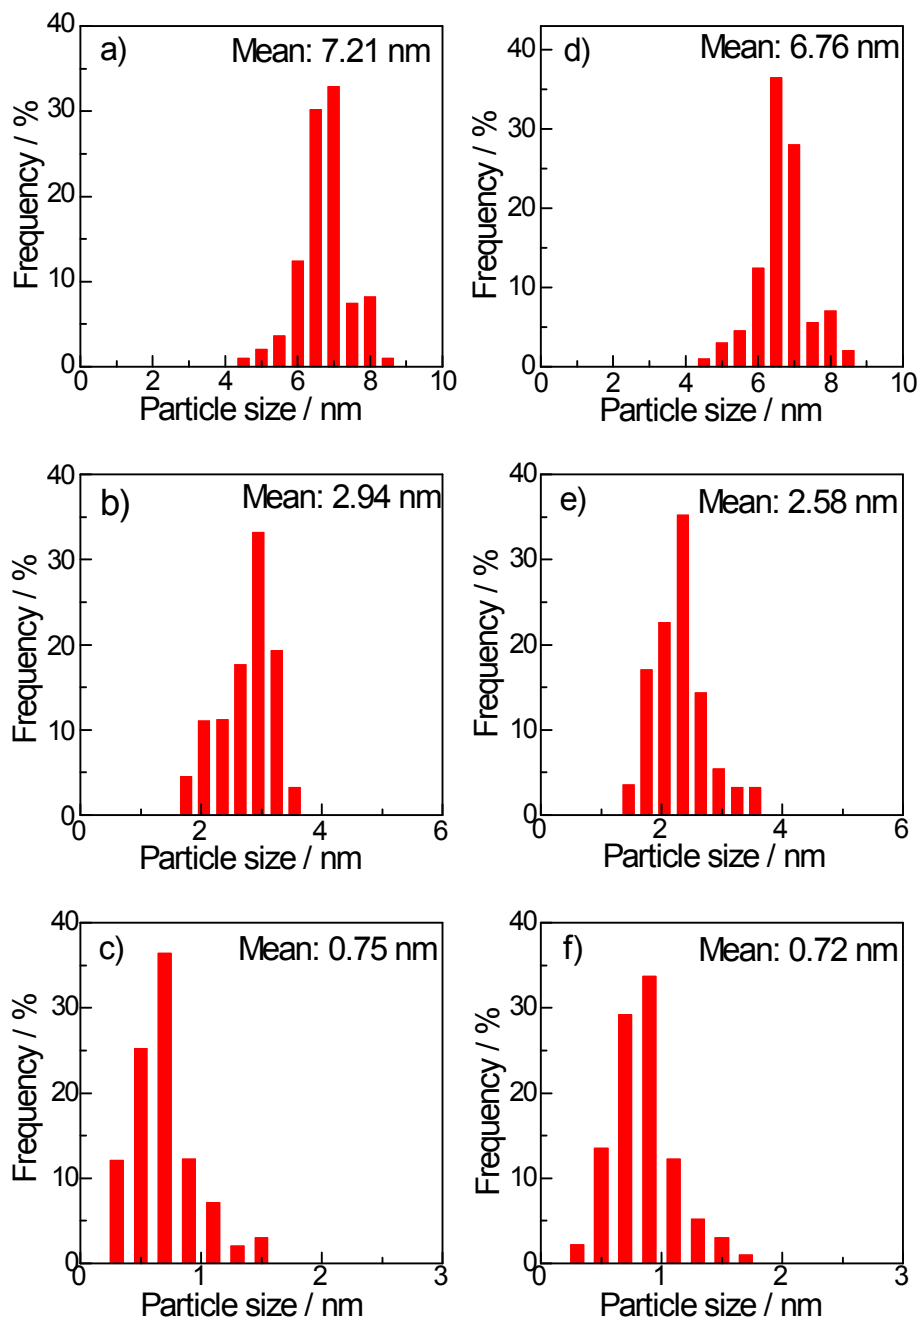 a)
Mean: 7.21 nm
Frequency / %
40
30
20
10
0
0 2 4 6 8 10
Particle size / nm
d)
Mean: 6.76 nm
Frequency / %
40
30
20
10
0
0 2 4 6 8 10
Particle size / nm
b)
Mean: 2.94 nm
Frequency / %
40
30
20
10
0
0 2 4 6
Particle size / nm
e)
Mean: 2.58 nm
Frequency / %
40
30
20
10
0
0 2 4 6
Particle size / nm
c)
Mean: 0.75 nm
Frequency / %
40
30
20
10
0
0 1 2 3
Particle size / nm
f)
Mean: 0.72 nm
Frequency / %
40
30
20
10
0
0 1 2 3
Particle size / nm